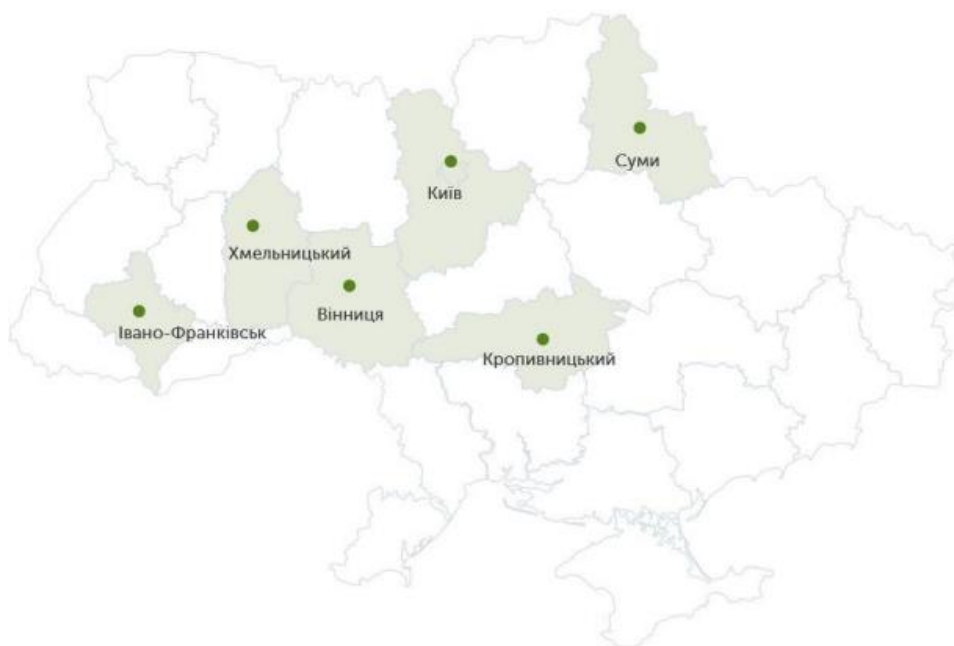 Суми
Київ
Хмельницький
Вінниця
Івано-Франківськ
Кропивницький